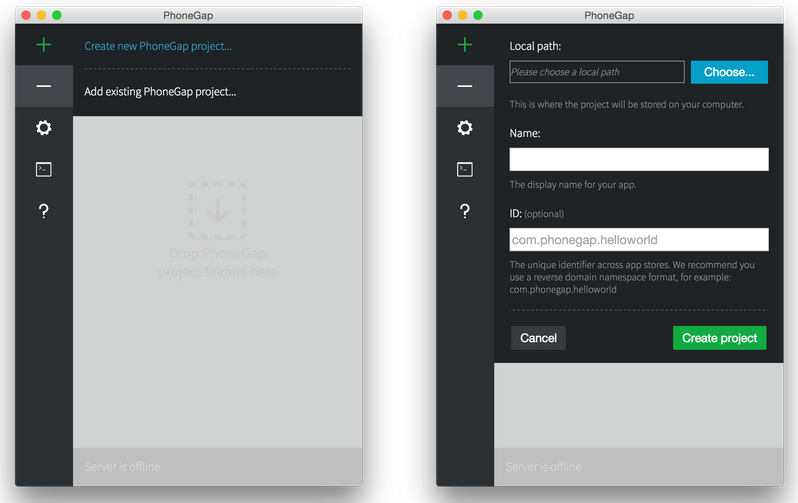 PhoneGap
Create new PhoneGap project...
Add existing PhoneGap project...
Drop PhoneGap
project folders here
Server is offline
PhoneGap
Local path:
Please choose a local path
Choose...
This is where the project will be stored on your computer.
Name:
The display name for your app.
ID: (optional)
com.phonegap.helloworld
The unique identifier across app stores. We recommend you
use a reverse domain namespace format, for example:
com.phonegap.helloworld
Cancel
Create project
Server is offline